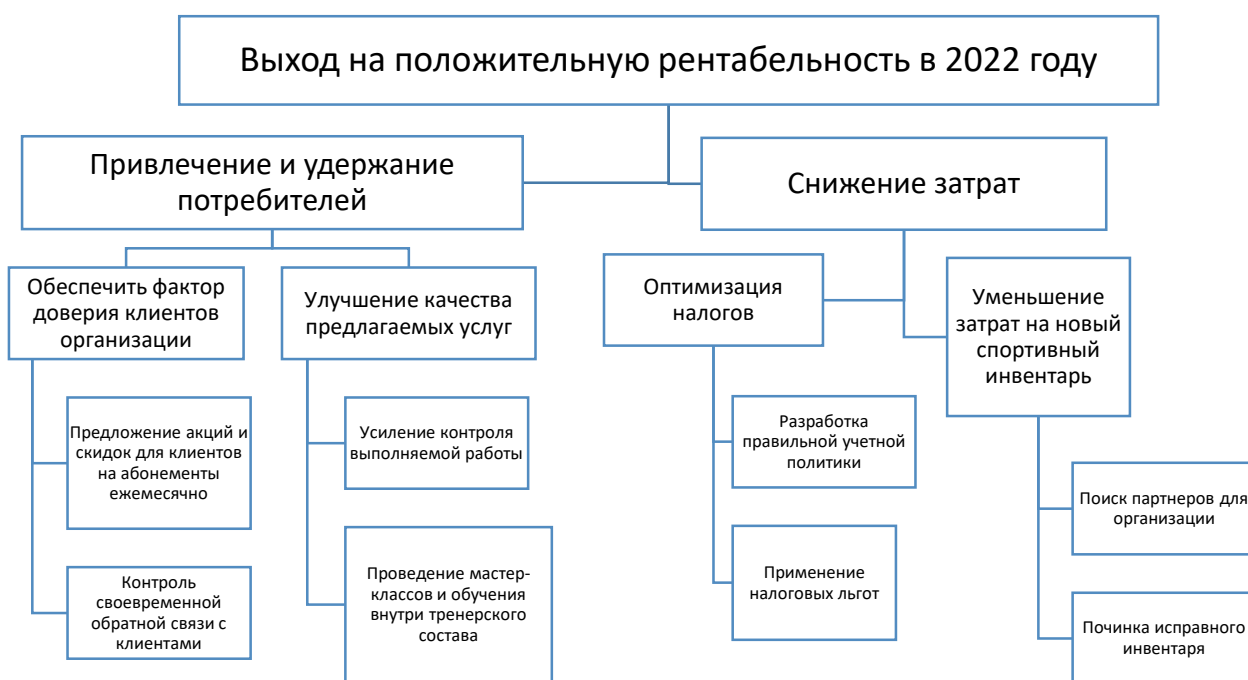 Выход на положительную рентабельность в 2022 году
Привлечение и удержание
потребителей
Снижение затрат
Обеспечить фактор
доверия клиентов
организации
Улучшение качества
предлагаемых услуг
Оптимизация
налогов
Уменьшение
затрат на новый
спортивный
инвентарь
Предложение акций и
скидок для клиентов
на абонементы
ежемесячно
Усиление контроля
выполняемой работы
Разработка
правильной учетной
политики
Поиск партнеров для
организации
Контроль
своевременной
обратной связи с
клиентами
Проведение мастер-
классов и обучения
внутри тренерского
состава
Применение
налоговых льгот
Починка исправного
инвентаря